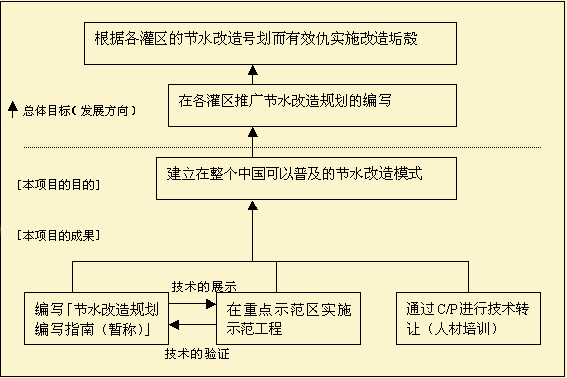 根据各灌区的节水改造号划而有效仇实施改造垢殼
在各灌区推广节水改造规划的编写
总体目标(发展方向)
建立在整个中国可以普及的节水改造模式
[本项目的目的]
[本项目的成果]
技术的展示
编写「节水改造规划
编写指南（暂称）」
在重点示范区实施
示范工程
通过C/P进行技术转
让（人材培训）
技术的验证